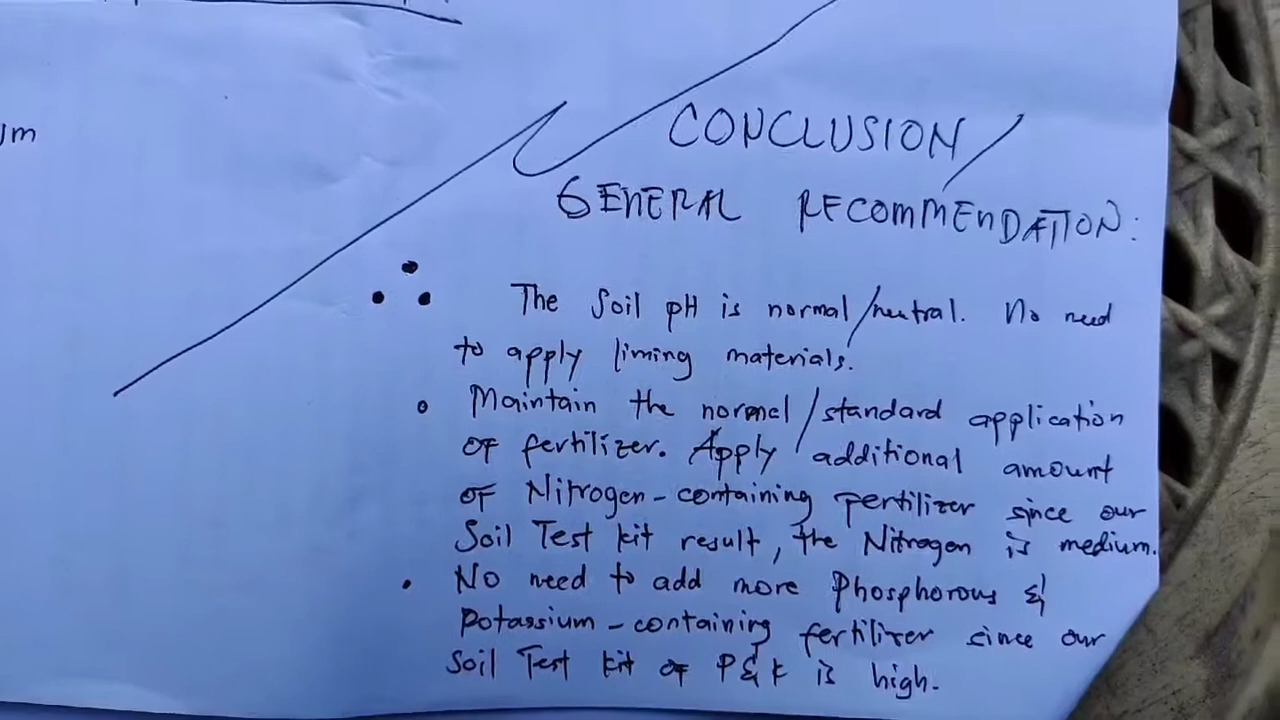 um
CONCLUSION/
GENERAL RECOMMENDATION:
∴ The Soil pH is normal/neutral. No need
to apply liming materials.
• Maintain the normal/standard application
of fertilizer. Apply additional amount
of Nitrogen-containing fertilizer since our
Soil Test kit result, the Nitrogen is medium.
• No need to add more Phosphorous &
Potassium-containing fertilizer since our
Soil Test kit of P & K is high.